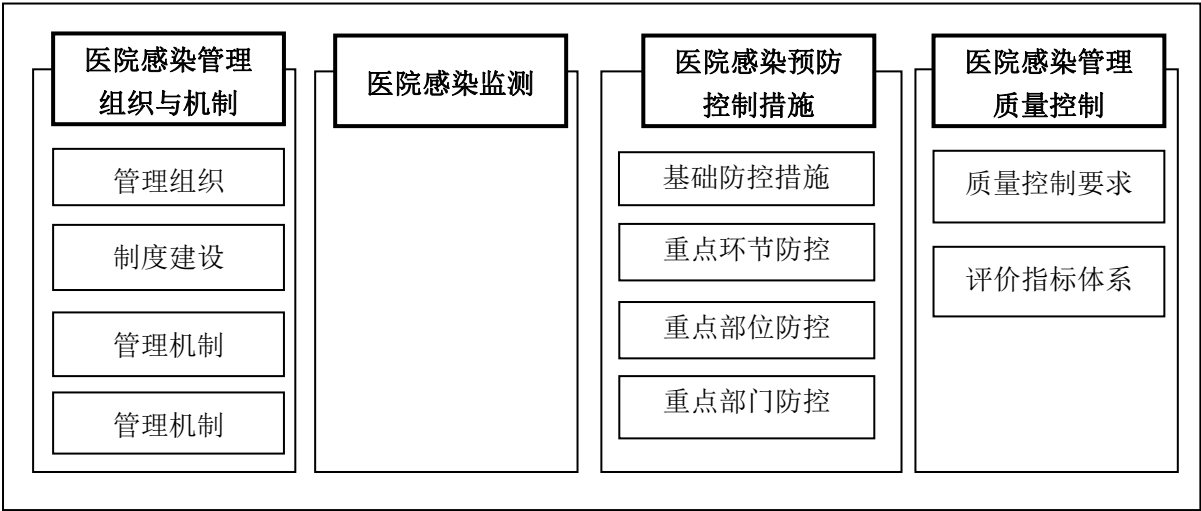 医院感染管理
组织与机制
管理组织
制度建设
管理机制
管理机制
医院感染监测
医院感染预防
控制措施
基础防控措施
重点环节防控
重点部位防控
重点部门防控
医院感染管理
质量控制
质量控制要求
评价指标体系